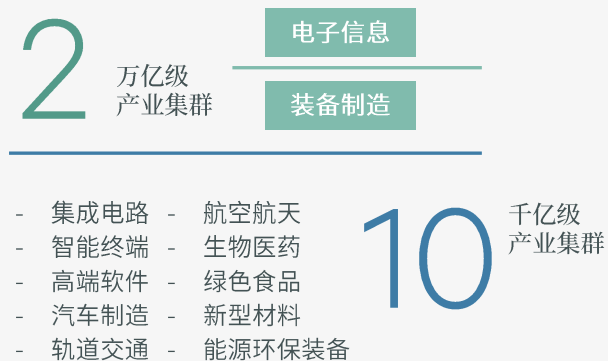 2
万亿级
产业集群
电子信息
装备制造
- 集成电路 - 航空航天
- 智能终端 - 生物医药
- 高端软件 - 绿色食品
- 汽车制造 - 新型材料
- 轨道交通 - 能源环保装备
10
千亿级
产业集群